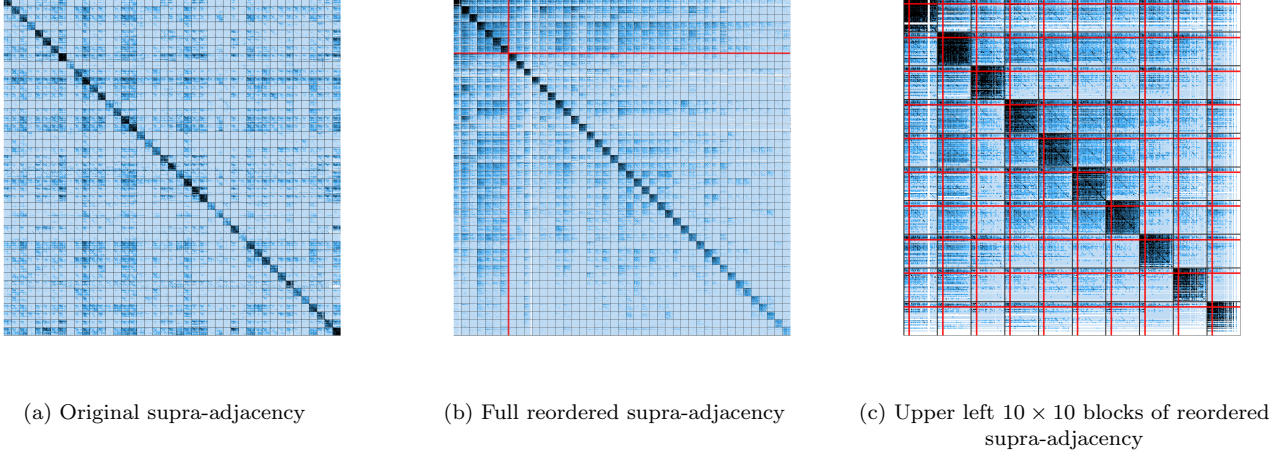 (a) Original supra-adjacency
(b) Full reordered supra-adjacency
(c) Upper left 10 × 10 blocks of reordered
supra-adjacency